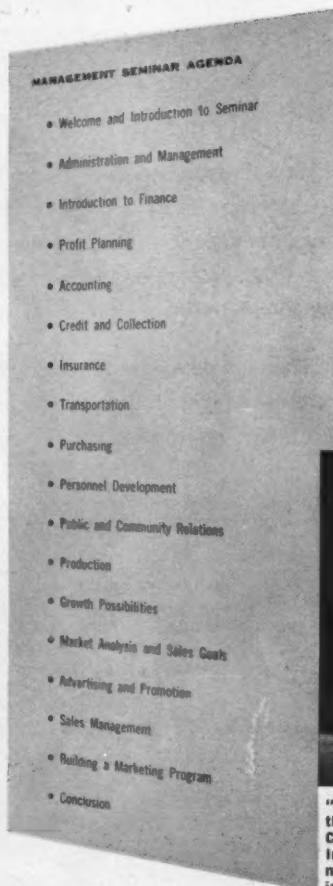 MANAGEMENT SEMINAR AGENDA
• Welcome and Introduction to Seminar
• Administration and Management
• Introduction to Finance
• Profit Planning
• Accounting
• Credit and Collection
• Insurance
• Transportation
• Purchasing
• Personnel Development
• Public and Community Relations
• Production
• Growth Possibilities
• Market Analysis and Sales Goals
• Advertising and Promotion
• Sales Management
• Building a Marketing Program
• Conclusion